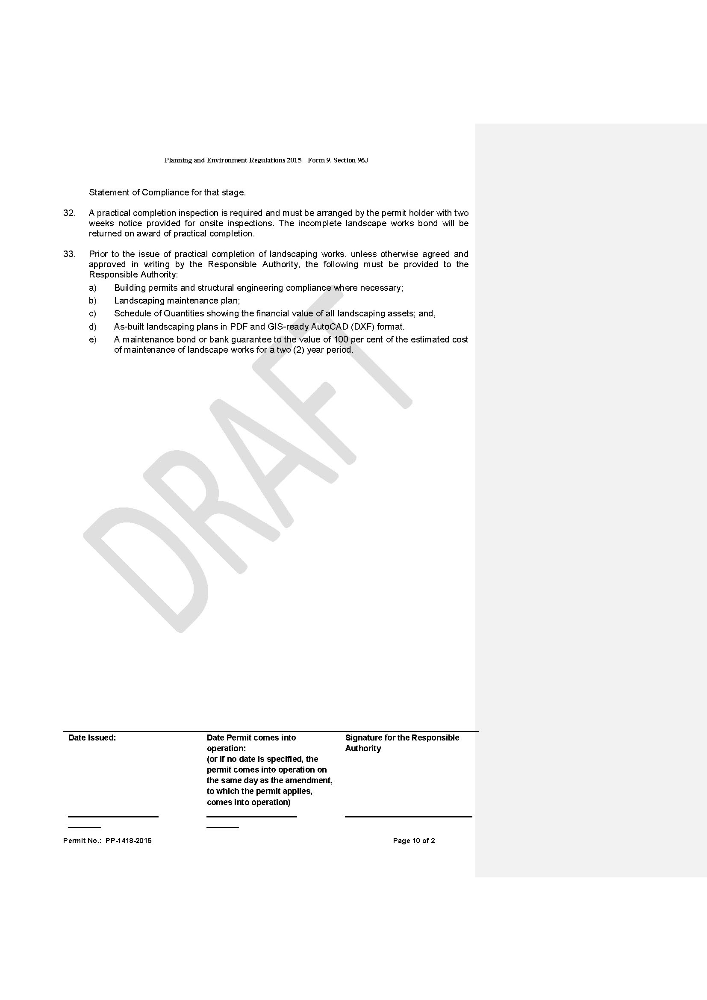 Planning and Environment Regulations 2015 - Form 9. Section 96J
Statement of Compliance for that stage.
32. A practical completion inspection is required and must be arranged by the permit holder with two
weeks notice provided for onsite inspections. The incomplete landscape works bond will be
returned on award of practical completion.
33. Prior to the issue of practical completion of landscaping works, unless otherwise agreed and
approved in writing by the Responsible Authority, the following must be provided to the
Responsible Authority:
a) Building permits and structural engineering compliance where necessary;
b) Landscaping maintenance plan;
c) Schedule of Quantities showing the financial value of all landscaping assets; and,
d) As-built landscaping plans in PDF and GIS-ready AutoCAD (DXF) format.
e) A maintenance bond or bank guarantee to the value of 100 per cent of the estimated cost
of maintenance of landscape works for a two (2) year period.
DRAFT
Date Issued:
Date Permit comes into
operation:
(or if no date is specified, the
permit comes into operation on
the same day as the amendment,
to which the permit applies,
comes into operation)
Signature for the Responsible
Authority
Permit No.: PP-1418-2015
Page 10 of 2